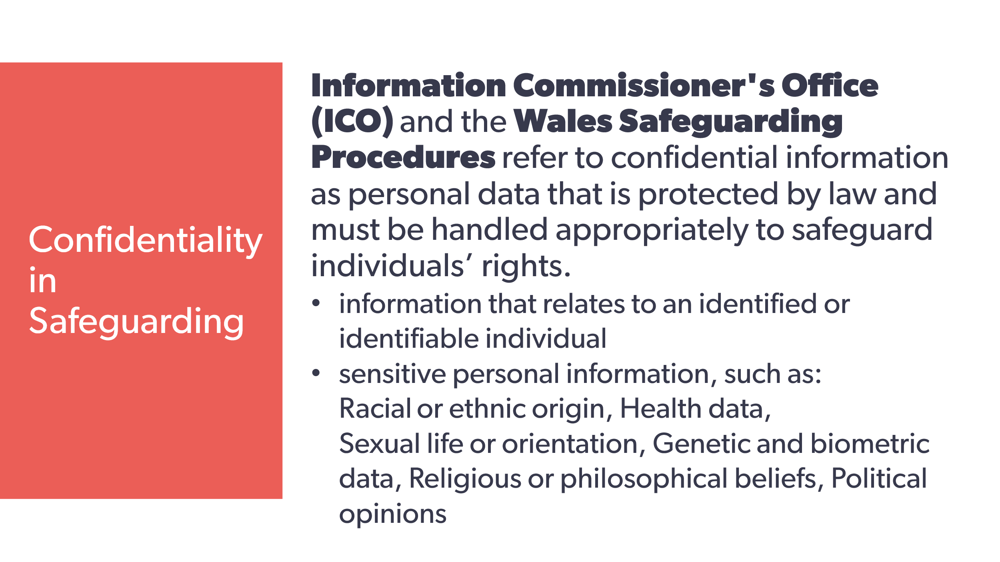 Confidentiality
in
Safeguarding
Information Commissioner's Office
(ICO) and the Wales Safeguarding
Procedures refer to confidential information
as personal data that is protected by law and
must be handled appropriately to safeguard
individuals’ rights.
• information that relates to an identified or
identifiable individual
• sensitive personal information, such as:
Racial or ethnic origin, Health data,
Sexual life or orientation, Genetic and biometric
data, Religious or philosophical beliefs, Political
opinions